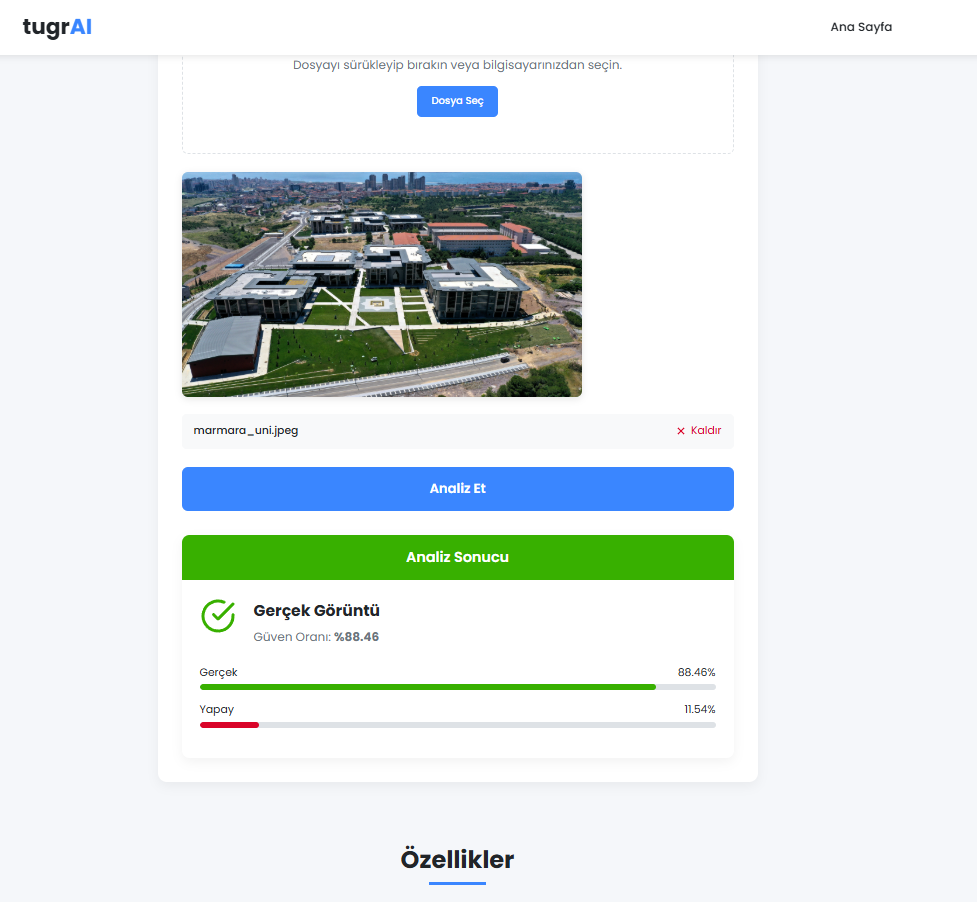 tugrAI
Ana Sayfa
Dosyayı sürükleyip bırakın veya bilgisayarınızdan seçin.
Dosya Seç
marmara_uni.jpeg
× Kaldır
Analiz Et
Analiz Sonucu
Gerçek Görüntü
Güven Oranı: %88.46
Gerçek 88.46%
Yapay 11.54%
Özellikler